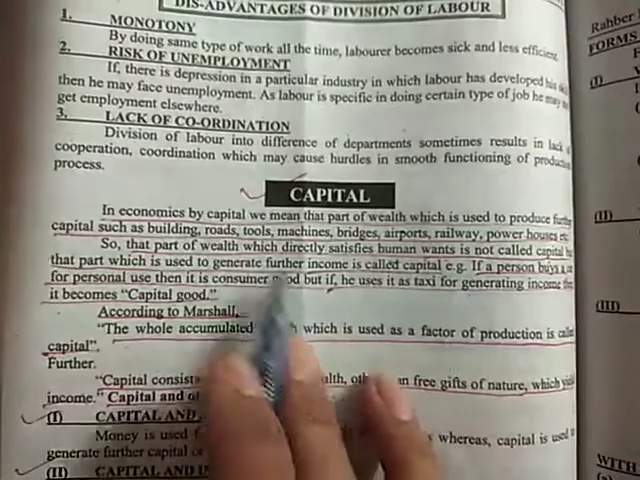 DIS-ADVANTAGES OF DIVISION OF LABOUR
1. MONOTONY
By doing same type of work all the time, labourer becomes sick and less efficient.
2. RISK OF UNEMPLOYMENT
If, there is depression in a particular industry in which labour has developed his
then he may face unemployment. As labour is specific in doing certain type of job he may
get employment elsewhere.
3. LACK OF CO-ORDINATION
Division of labour into difference of departments sometimes results in lack
cooperation, coordination which may cause hurdles in smooth functioning of
process.
CAPITAL
In economics by capital we mean that part of wealth which is used to produce further
capital such as building, roads, tools, machines, bridges, airports, railway, power houses etc
So, that part of wealth which directly satisfies human wants is not called capital
that part which is used to generate further income is called capital e.g. If a person buys a
for personal use then it is consumer good but if, he uses it as taxi for generating income
it becomes "Capital good."
According to Marshall,
"The whole accumulated which is used as a factor of production is
capital".
Further.
"Capital than free gifts of nature, which
income." Capital and
(I) CAPITAL AND
Money is used whereas, capital is used
generate further capital or
(II) CAPITAL AND
Rahber
FORMS
(I)
(II)
(III)
WITH